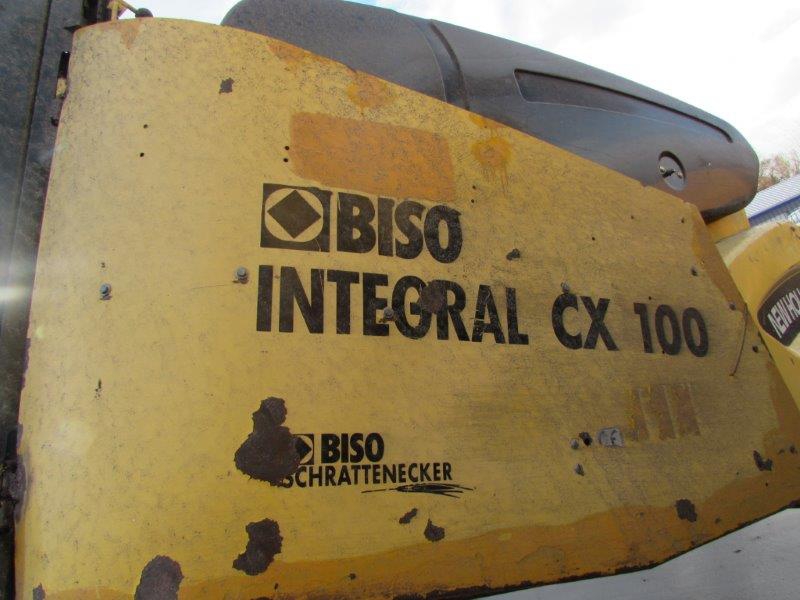 BISO
INTEGRAL CX 100
BISO
SCHRATTENECKER
F